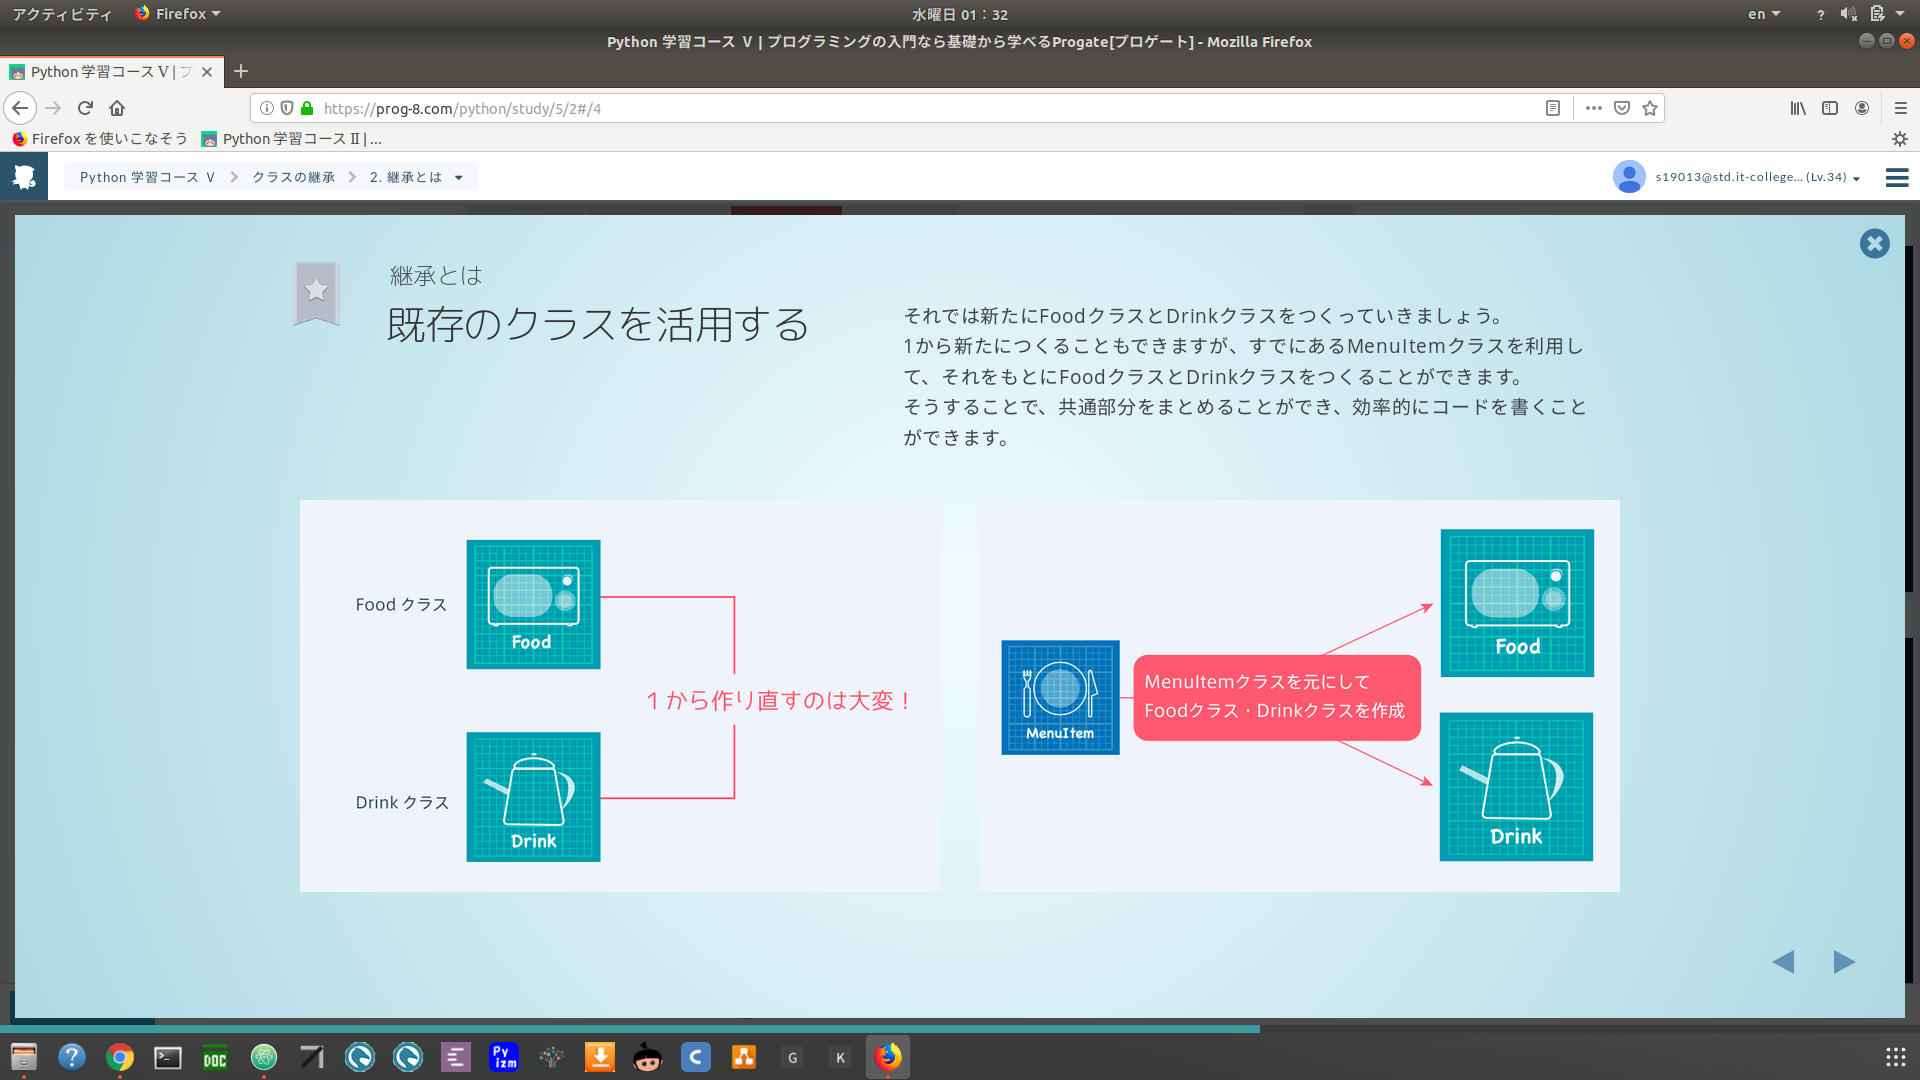 アクティビティ
Firefox
水曜日 01：32
en
Python 学習コース Ⅴ | プログラミングの入門なら基礎から学べるProgate[プロゲート] - Mozilla Firefox
Python 学習コース Ⅴ | プ
https://prog-8.com/python/study/5/2#/4
Firefox を使いこなそう
Python 学習コース Ⅱ | ...
Python 学習コース Ⅴ
クラスの継承
2. 継承とは
s19013@std.it-college... (Lv.34)
継承とは
既存のクラスを活用する
それでは新たにFoodクラスとDrinkクラスをつくっていきましょう。
1から新たにつくることもできますが、すでにあるMenuItemクラスを利用し
て、それをもとにFoodクラスとDrinkクラスをつくることができます。
そうすることで、共通部分をまとめることができ、効率的にコードを書くこと
ができます。
Food クラス
Food
１から作り直すのは大変！
Drink クラス
Drink
MenuItem
MenuItemクラスを元にして
Foodクラス・Drinkクラスを作成
Food
Drink
DOC
Py
izm
C
G
K